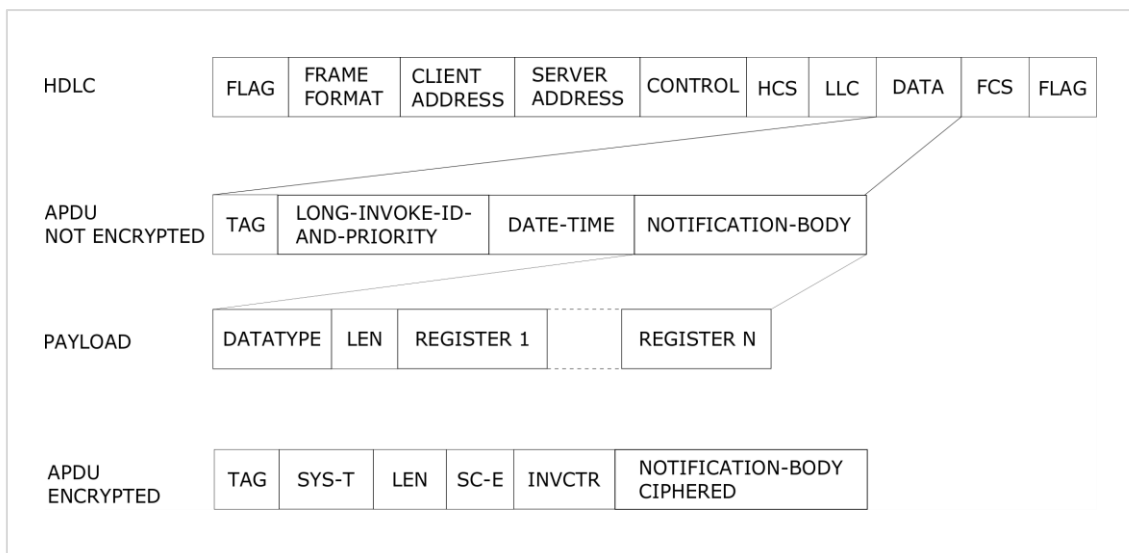 HDLC
FLAG
FRAME
FORMAT
CLIENT
ADDRESS
SERVER
ADDRESS
CONTROL
HCS
LLC
DATA
FCS
FLAG
APDU
NOT ENCRYPTED
TAG
LONG-INVOKE-ID-
AND-PRIORITY
DATE-TIME
NOTIFICATION-BODY
PAYLOAD
DATATYPE
LEN
REGISTER 1
REGISTER N
APDU
ENCRYPTED
TAG
SYS-T
LEN
SC-E
INVCTR
NOTIFICATION-BODY
CIPHERED